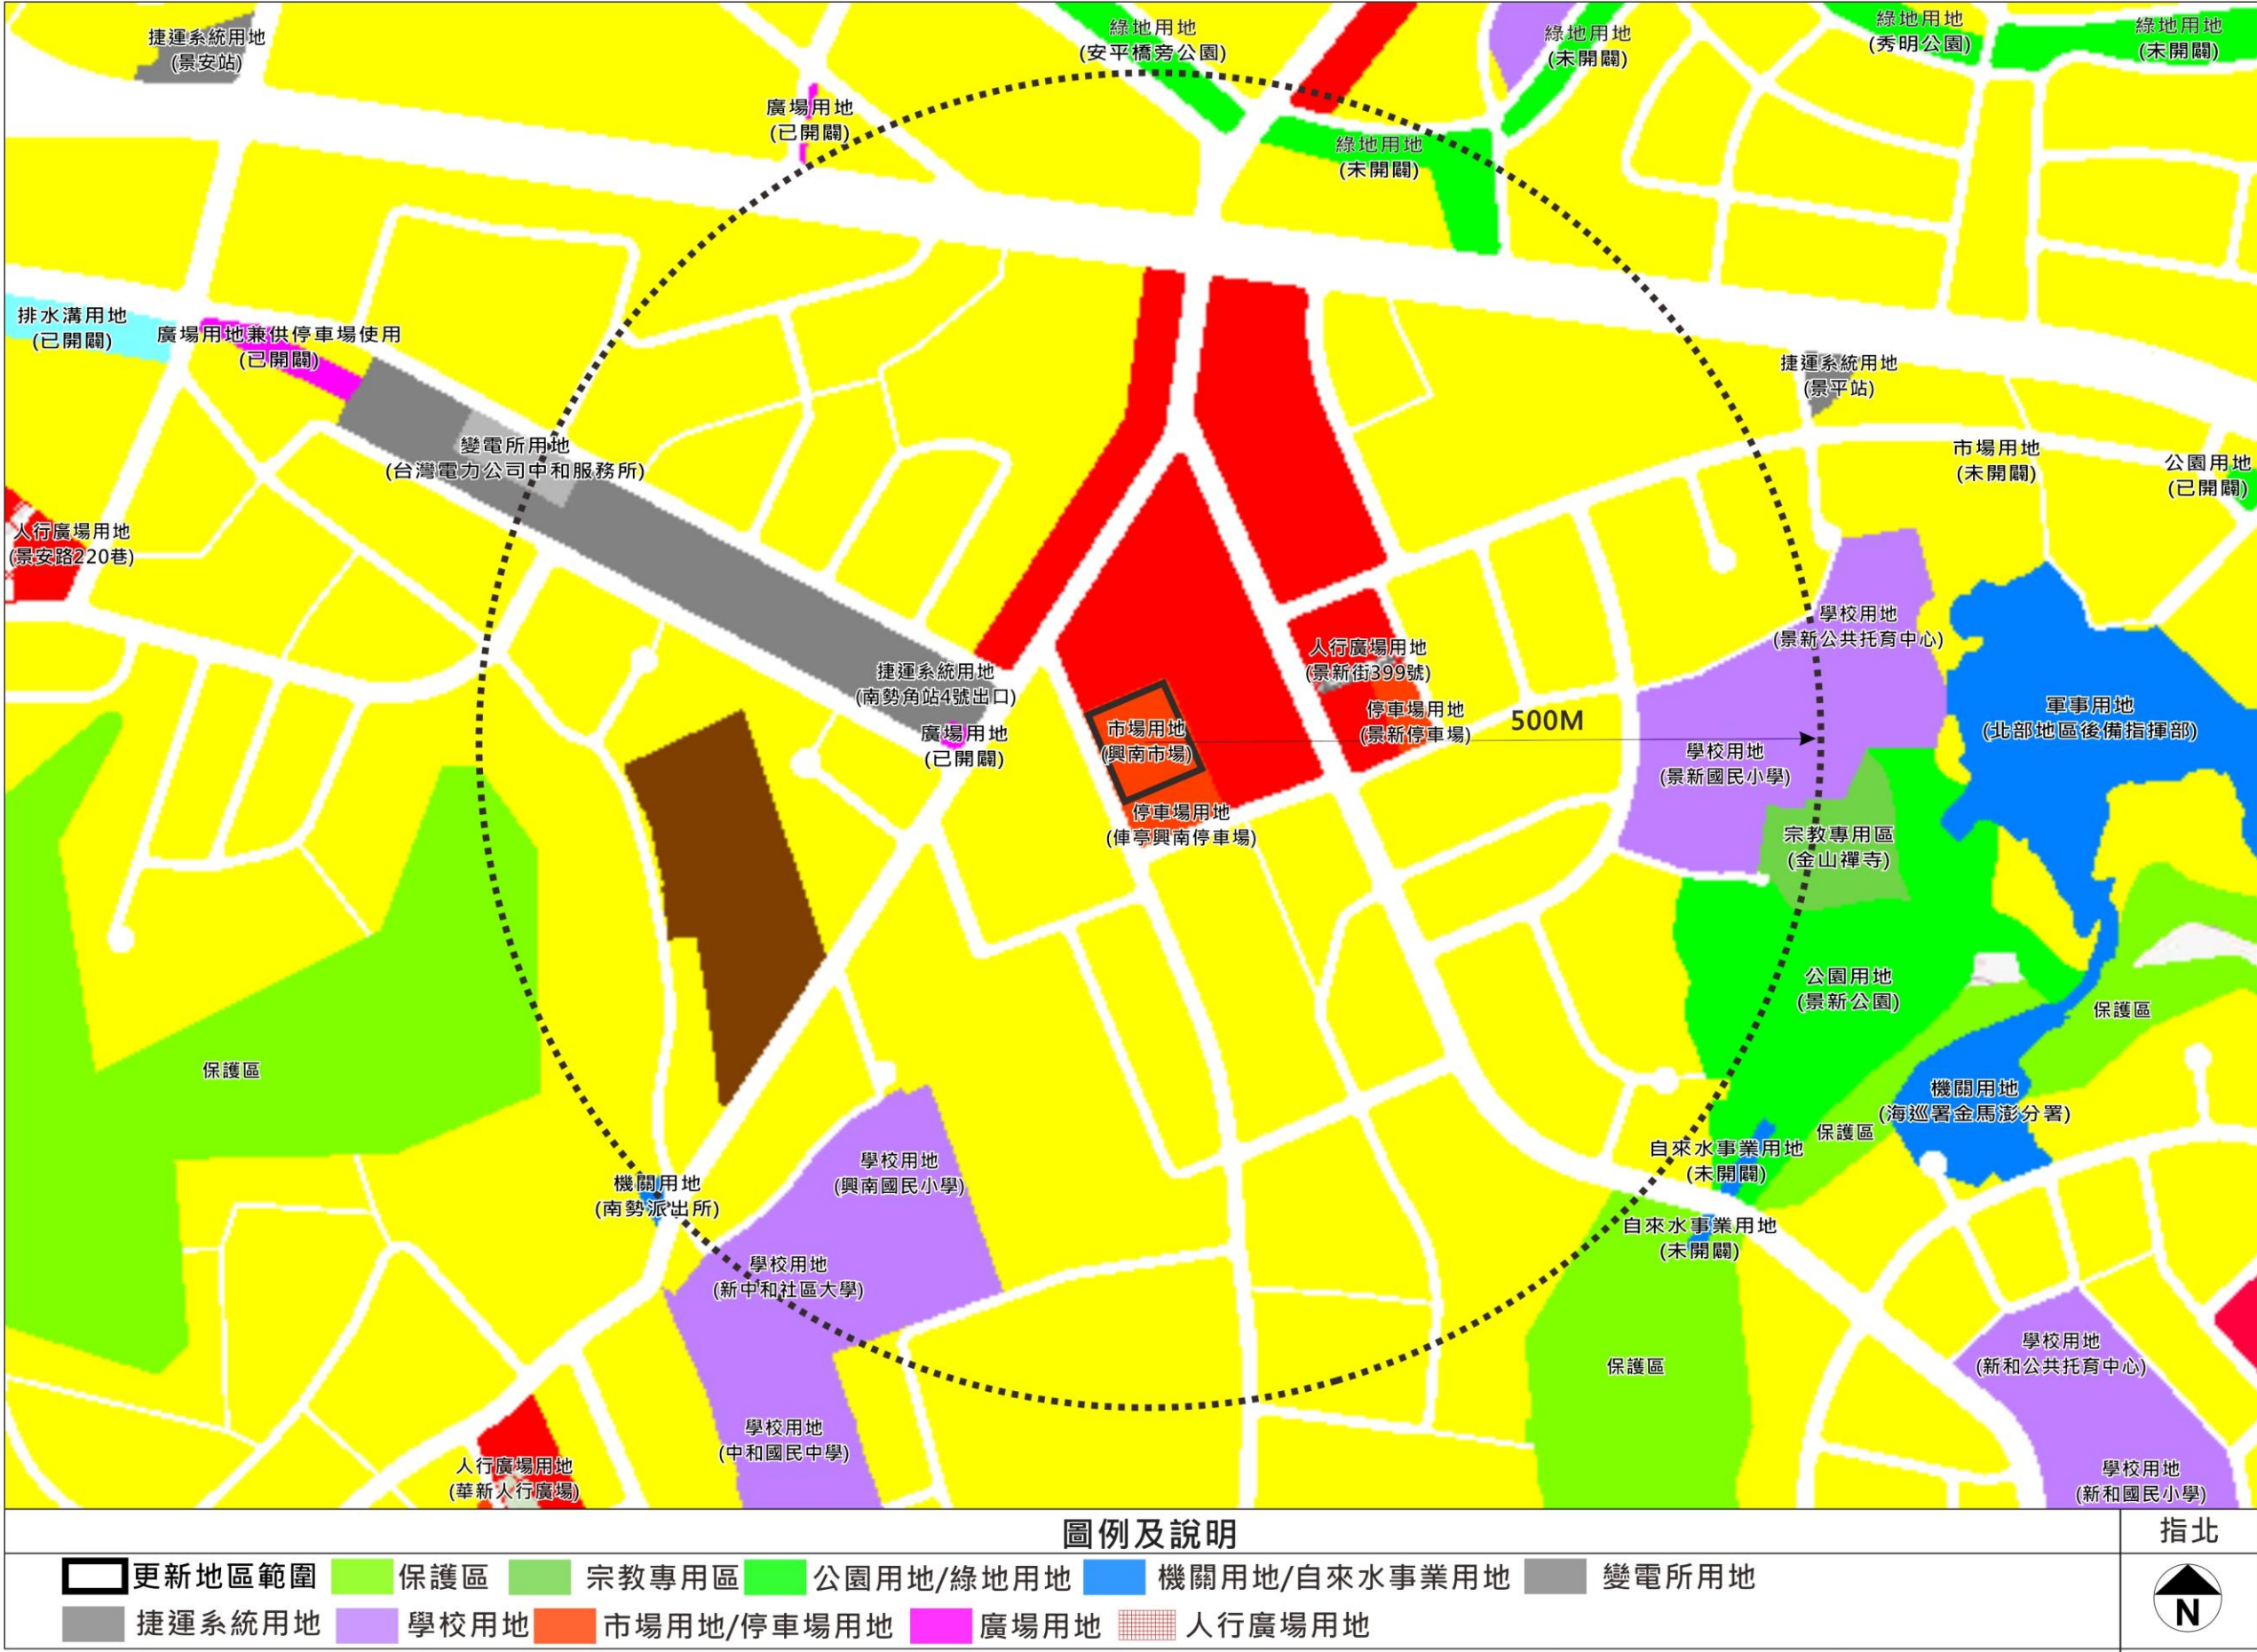 捷運系統用地
(景安站)
綠地用地
(安平橋旁公園)
綠地用地
(未開闢)
綠地用地
(秀明公園)
綠地用地
(未開闢)
廣場用地
(已開闢)
綠地用地
(未開闢)
排水溝用地
(已開闢)
廣場用地兼供停車場使用
(已開闢)
捷運系統用地
(景平站)
變電所用地
(台灣電力公司中和服務所)
市場用地
(未開闢)
公園用地
(已開闢)
人行廣場用地
(景安路220巷)
學校用地
(景新公共托育中心)
人行廣場用地
(景新街399號)
捷運系統用地
(南勢角站4號出口)
停車場用地
(景新停車場)
500M
軍事用地
(北部地區後備指揮部)
廣場用地
(已開闢)
市場用地
(興南市場)
學校用地
(景新國民小學)
停車場用地
(俥亭興南停車場)
宗教專用區
(金山禪寺)
公園用地
(景新公園)
保護區
保護區
機關用地
(海巡署金馬澎分署)
保護區
自來水事業用地
(未開闢)
學校用地
(興南國民小學)
機關用地
(南勢派出所)
自來水事業用地
(未開闢)
學校用地
(新中和社區大學)
保護區
學校用地
(新和公共托育中心)
學校用地
(中和國民中學)
人行廣場用地
(華新人行廣場)
學校用地
(新和國民小學)
圖例及說明
指北
更新地區範圍
保護區
宗教專用區
公園用地/綠地用地
機關用地/自來水事業用地
變電所用地
捷運系統用地
學校用地
市場用地/停車場用地
廣場用地
人行廣場用地
N